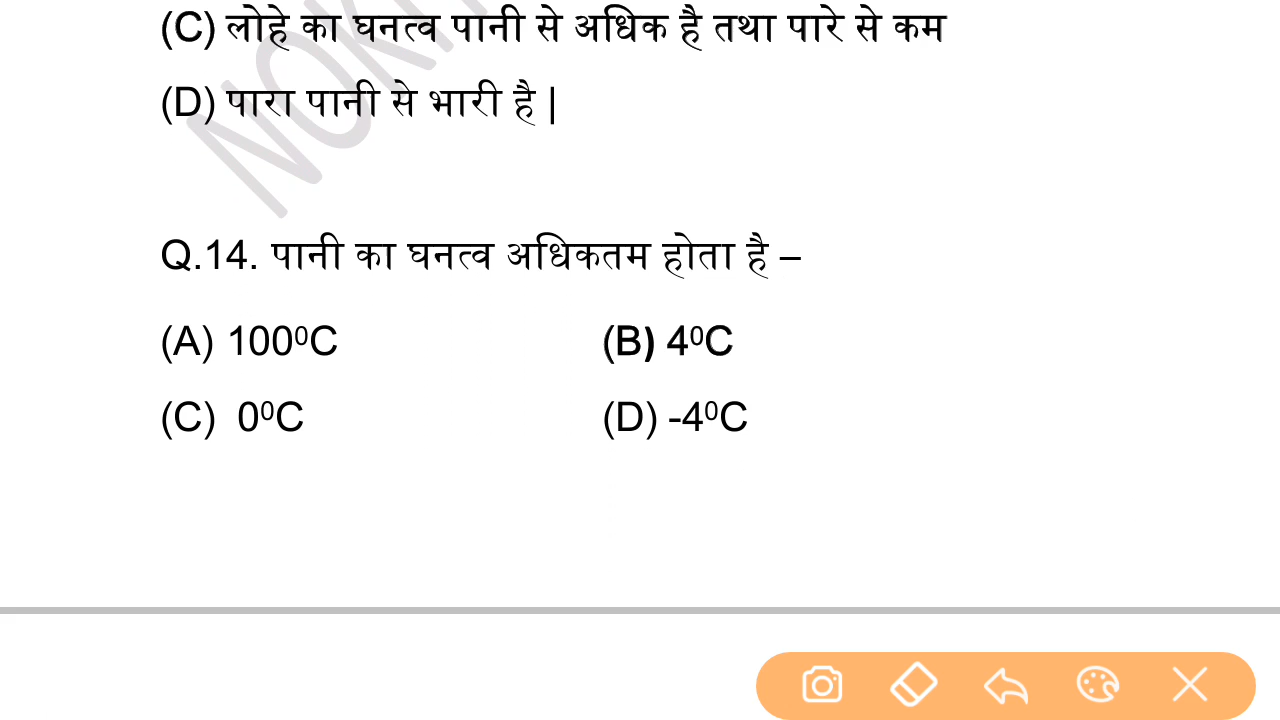 (C) लोहे का घनत्व पानी से अधिक है तथा पारे से कम
(D) पारा पानी से भारी है |
Q.14. पानी का घनत्व अधिकतम होता है –
(A) 100⁰C (B) 4⁰C
(C) 0⁰C (D) -4⁰C